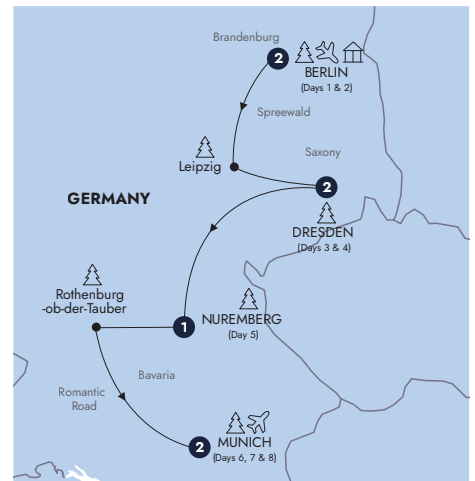 Brandenburg
2
BERLIN
(Days 1 & 2)
Spreewald
Saxony
Leipzig
2
GERMANY
DRESDEN
(Days 3 & 4)
Rothenburg
-ob-der-Tauber
1
NUREMBERG
(Day 5)
Bavaria
Romantic
Road
2
MUNICH
(Days 6, 7 & 8)